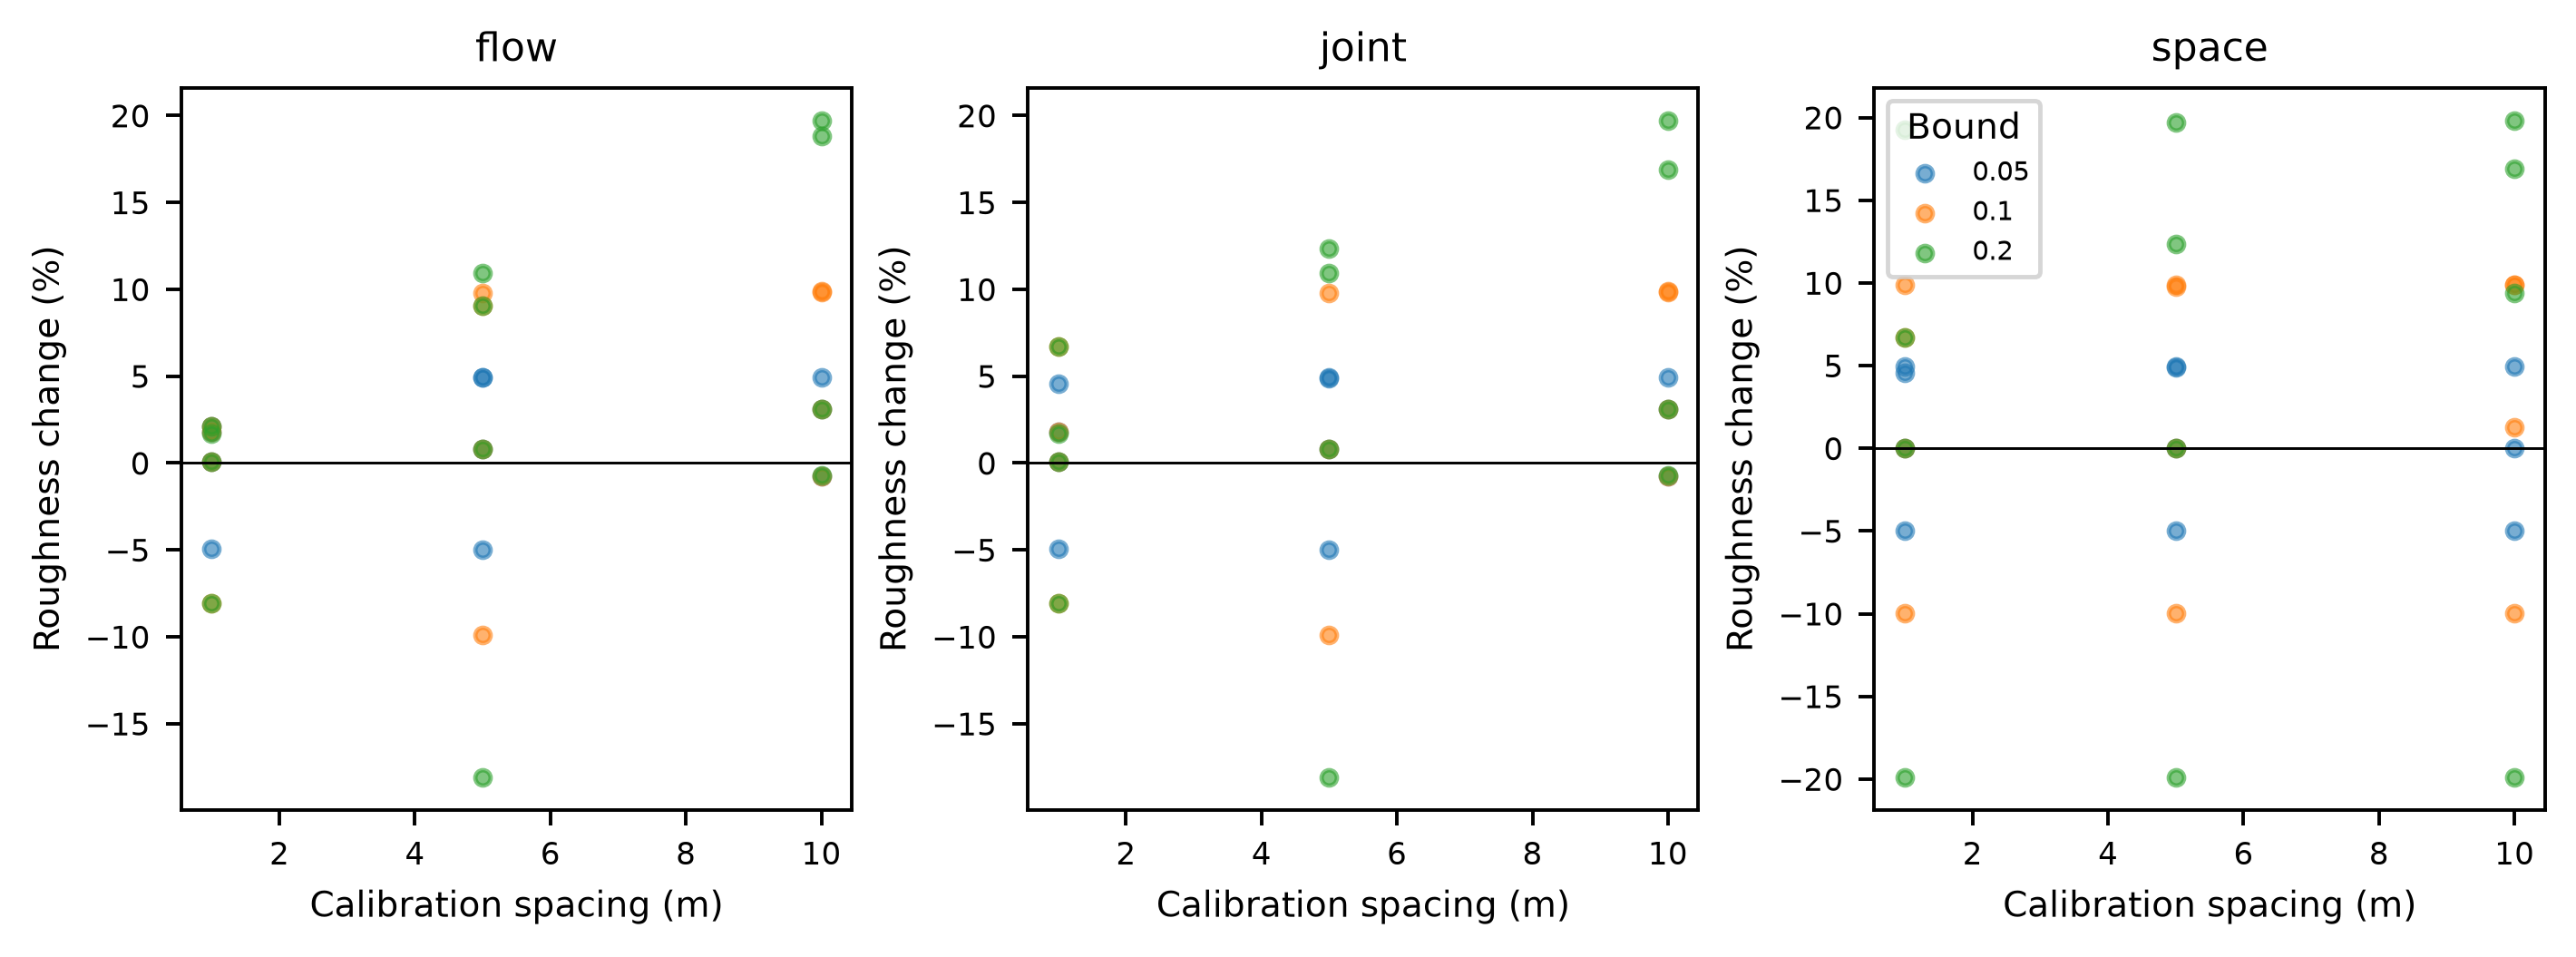 flow
Roughness change (%)
20
15
10
5
0
−5
−10
−15
2 4 6 8 10
Calibration spacing (m)
joint
Roughness change (%)
20
15
10
5
0
−5
−10
−15
2 4 6 8 10
Calibration spacing (m)
space
Roughness change (%)
20
15
10
5
0
−5
−10
−15
−20
Bound
0.05
0.1
0.2
2 4 6 8 10
Calibration spacing (m)